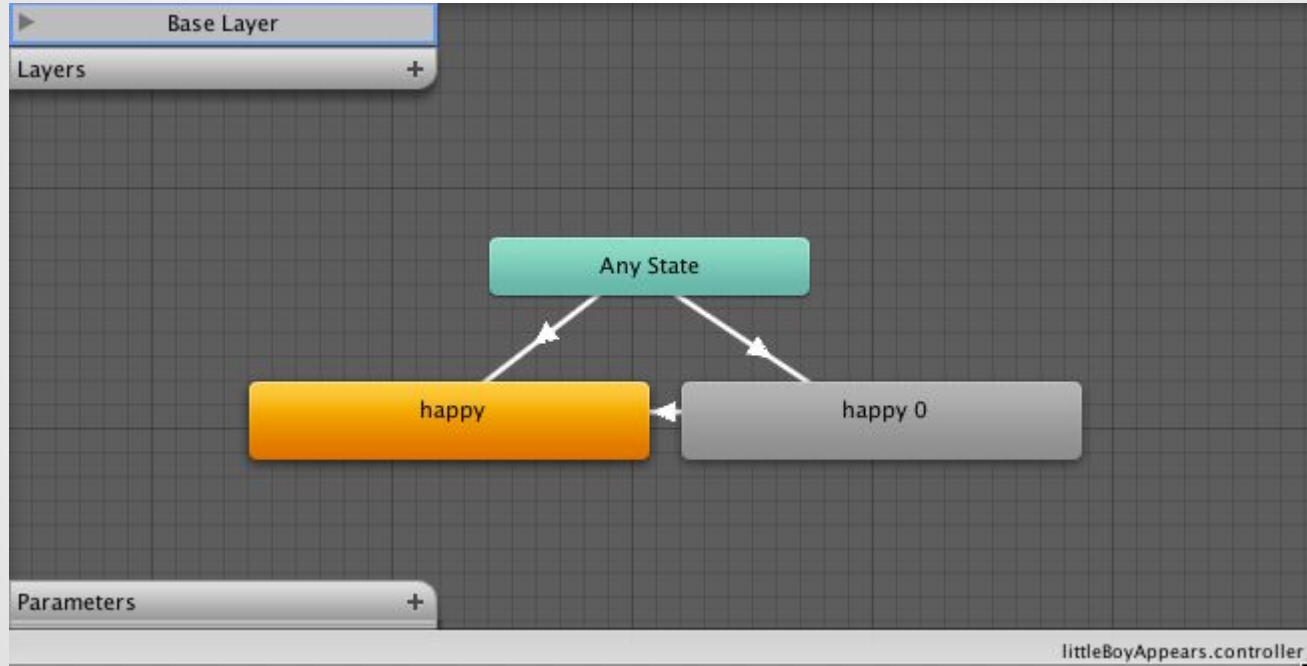 Base Layer
Layers +
Any State
happy
happy 0
Parameters +
littleBoyAppears.controller